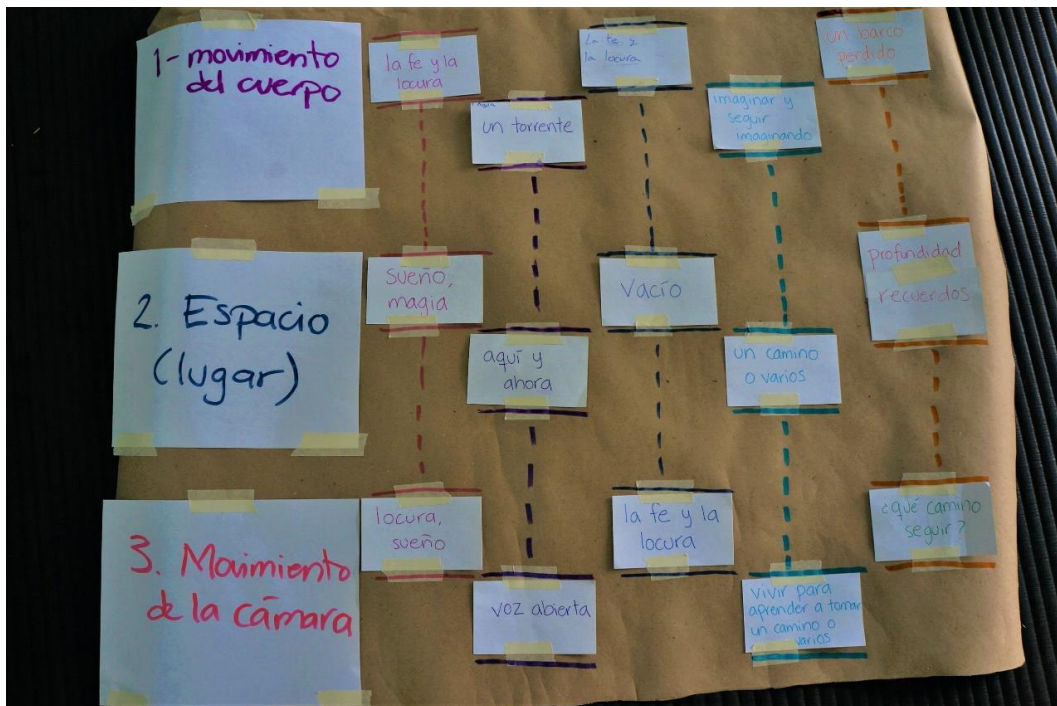 1- movimiento
del cuerpo
la fe y la
locura
un torrente
La fe y
la locura
imaginar y
seguir
imaginando
un barco
perdido
2. Espacio
(lugar)
sueño,
magia
aquí y
ahora
vacío
un camino
o varios
profundidad
recuerdos
3. Movimiento
de la cámara
locura,
sueño
voz abierta
la fe y la
locura
vivir para
aprender a tomar
un camino o
varios
¿qué camino
seguir?